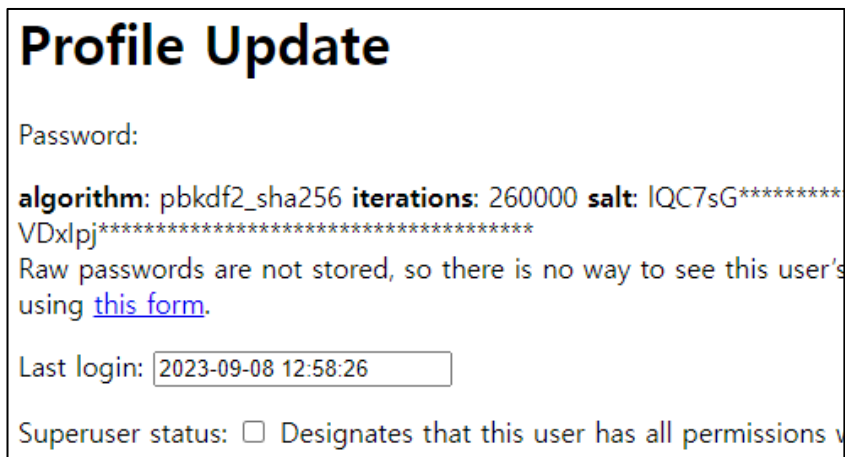 Profile Update
Password:
algorithm: pbkdf2_sha256 iterations: 260000 salt: lQC7sG**********
VDxlpj**************************************
Raw passwords are not stored, so there is no way to see this user's
using this form.
Last login: 2023-09-08 12:58:26
Superuser status: Designates that this user has all permissions